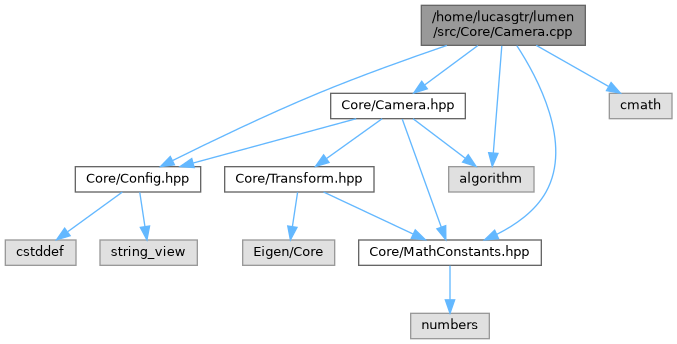 /home/lucasgtr/lumen
/src/Core/Camera.cpp
Core/Camera.hpp
cmath
Core/Config.hpp
Core/Transform.hpp
algorithm
cstddef
string_view
Eigen/Core
Core/MathConstants.hpp
numbers